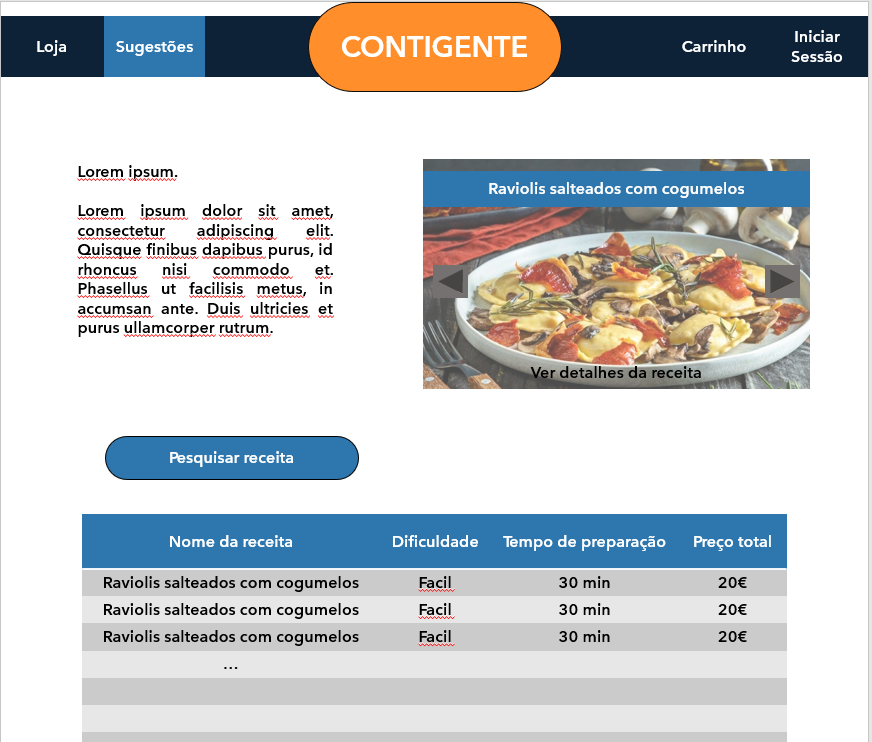 Loja
Sugestões
CONTIGENTE
Carrinho
Iniciar
Sessão
Lorem ipsum.
Lorem ipsum dolor sit amet,
consectetur adipiscing elit.
Quisque finibus dapibus purus, id
rhoncus nisi commodo et.
Phasellus ut facilisis metus, in
accumsan ante. Duis ultricies et
purus ullamcorper rutrum.
Raviolis salteados com cogumelos
Ver detalhes da receita
Pesquisar receita
Nome da receita Dificuldade Tempo de preparação Preço total
Raviolis salteados com cogumelos Facil 30 min 20€
Raviolis salteados com cogumelos Facil 30 min 20€
Raviolis salteados com cogumelos Facil 30 min 20€
...